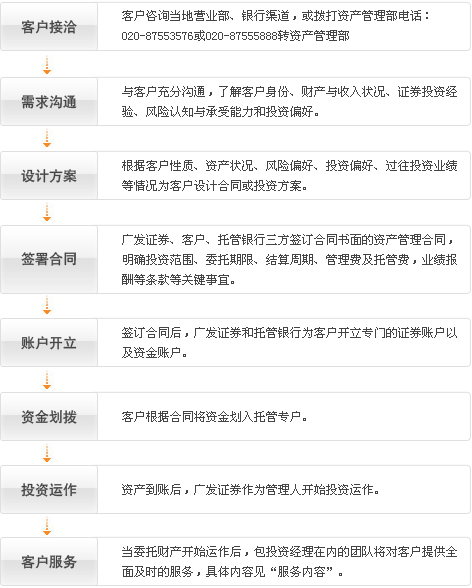 客户接洽
客户咨询当地营业部、银行渠道，或拨打资产管理部电话：
020-87553576或020-87555888转资产管理部
需求沟通
与客户充分沟通，了解客户身份、财产与收入状况、证券投资经
验、风险认知与承受能力和投资偏好。
设计方案
根据客户性质、资产状况、风险偏好、投资偏好、过往投资业绩
等情况为客户设计合同或投资方案。
签署合同
广发证券、客户、托管银行三方签订合同书面的资产管理合同，
明确投资范围、委托期限、结算周期、管理费及托管费，业绩报
酬等条款等关键事宜。
账户开立
签订合同后，广发证券和托管银行为客户开立专门的证券账户以
及资金账户。
资金划拨
客户根据合同将资金划入托管专户。
投资运作
资产到账后，广发证券作为管理人开始投资运作。
客户服务
当委托财产开始运作后，包投资经理在内的团队将对客户提供全
面及时的服务，具体内容见“服务内容”。